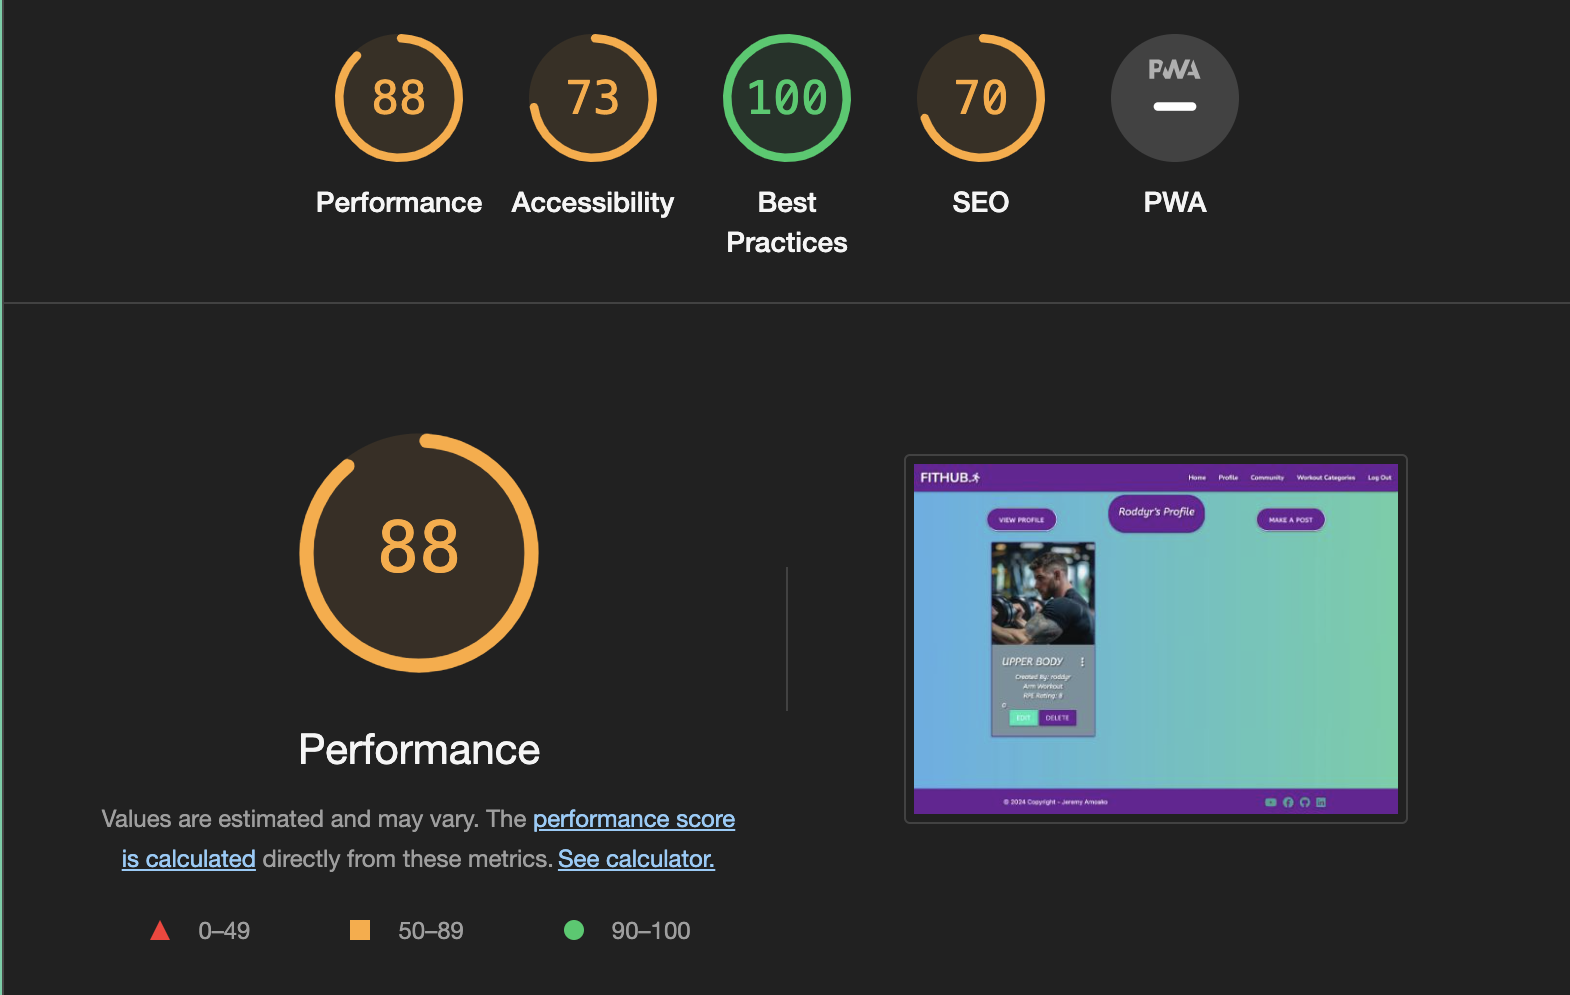 88
73
100
70
PWA
Performance
Accessibility
Best
Practices
SEO
PWA
88
Performance
Values are estimated and may vary. The performance score
is calculated directly from these metrics. See calculator.
0–49
50–89
90–100
FITHUB.
Home Profile Community Workout Categories Log Out
VIEW PROFILE
Roddyr's Profile
MAKE A POST
UPPER BODY
Created By: roddyr
Arm Workout
RPE Rating: 8
0
EDIT DELETE
© 2024 Copyright - Jeremy Amoako